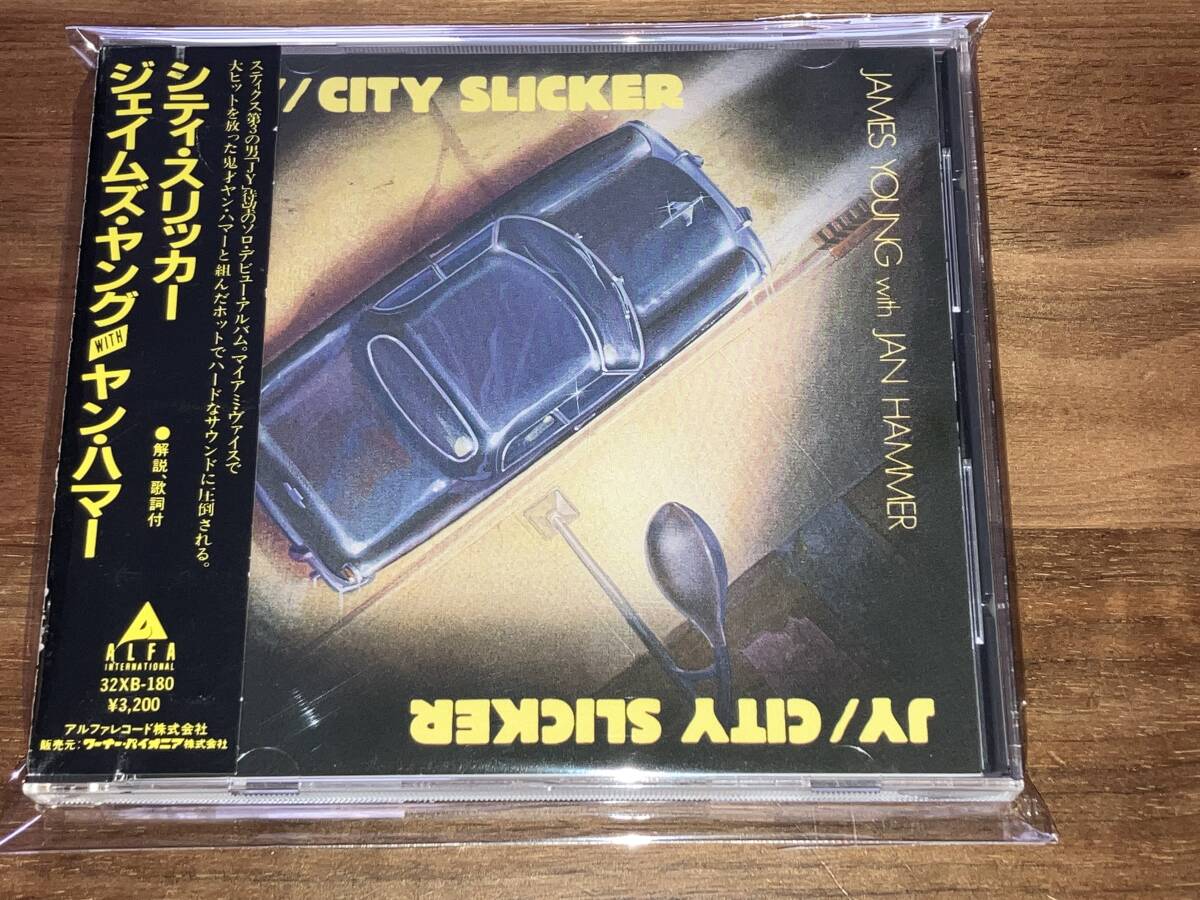 シティ・スリッカー
ジェイムズ・ヤング WITH ヤン・ハマー
スティクス第3の男「JY」待望のソロ・デビュー・アルバム。マイアミ・ヴァイスで
大ヒットを放った鬼才ヤン・ハマーと組んだホットでハードなサウンドに圧倒される。
●解説、歌詞付
ALFA
INTERNATIONAL
32XB-180
¥3,200
アルファレコード株式会社
販売元:ワーナー・パイオニア株式会社
Y/CITY SLICKER
JAMES YOUNG with JAN HAMMER
JY/CITY SLICKER